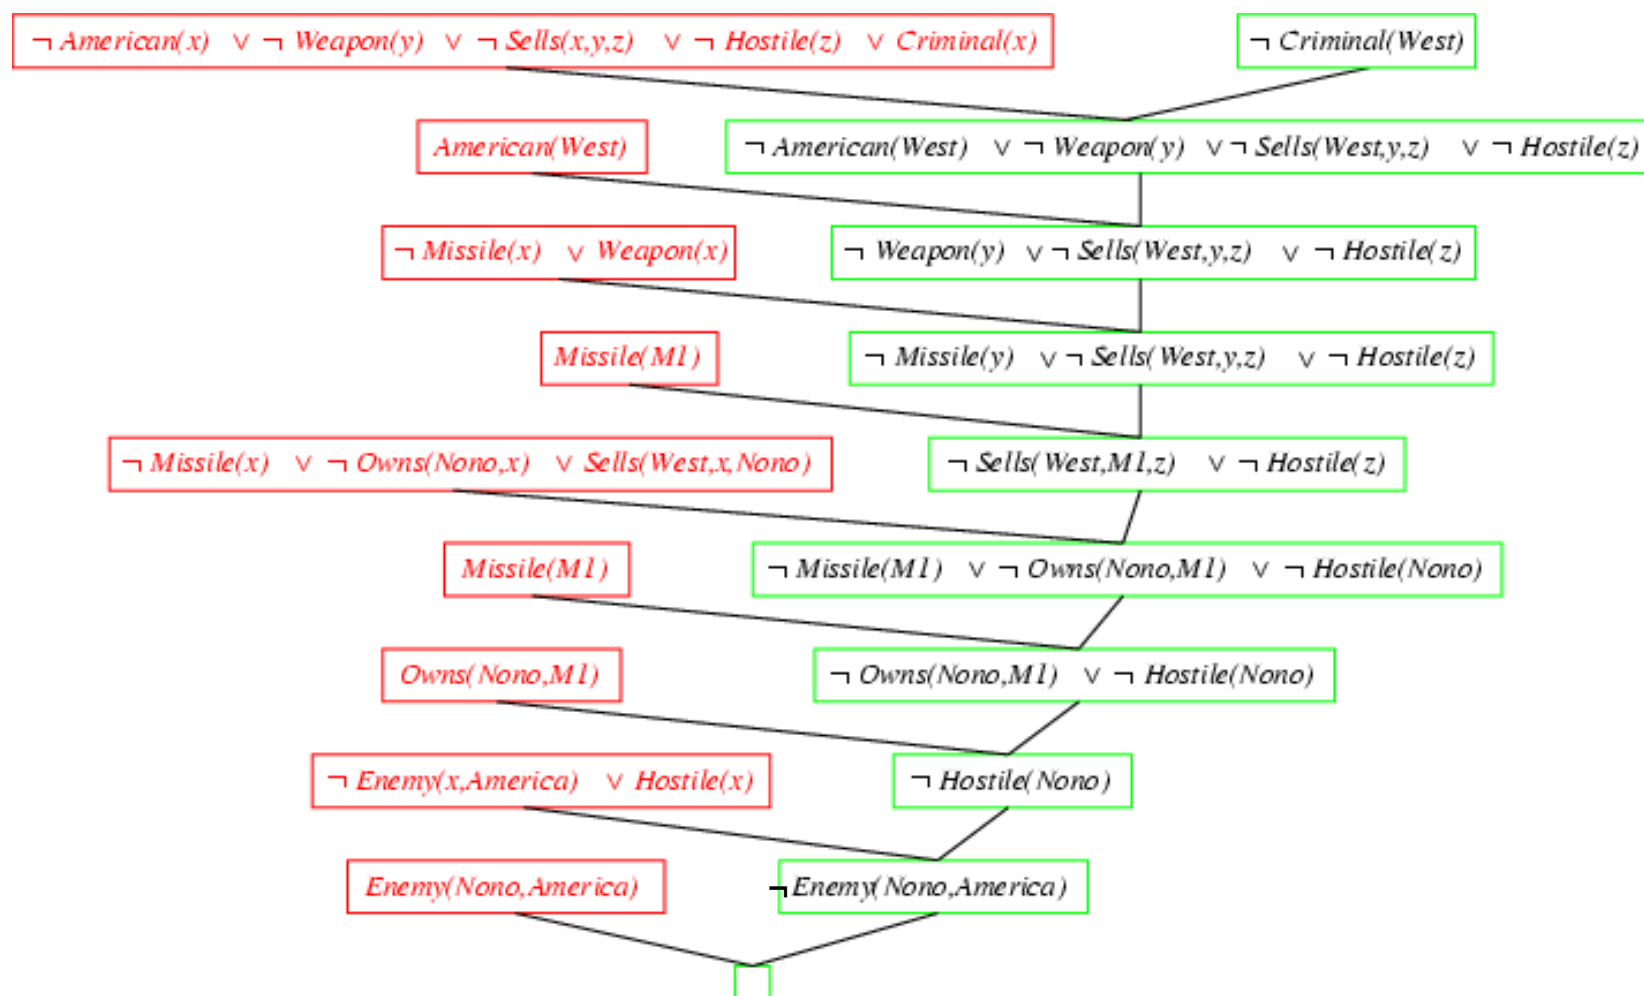 ¬ American(x) ∨ ¬ Weapon(y) ∨ ¬ Sells(x,y,z) ∨ ¬ Hostile(z) ∨ Criminal(x)
¬ Criminal(West)
American(West)
¬ American(West) ∨ ¬ Weapon(y) ∨ ¬ Sells(West,y,z) ∨ ¬ Hostile(z)
¬ Missile(x) ∨ Weapon(x)
¬ Weapon(y) ∨ ¬ Sells(West,y,z) ∨ ¬ Hostile(z)
Missile(M1)
¬ Missile(y) ∨ ¬ Sells(West,y,z) ∨ ¬ Hostile(z)
¬ Missile(x) ∨ ¬ Owns(Nono,x) ∨ Sells(West,x,Nono)
¬ Sells(West,M1,z) ∨ ¬ Hostile(z)
Missile(M1)
¬ Missile(M1) ∨ ¬ Owns(Nono,M1) ∨ ¬ Hostile(Nono)
Owns(Nono,M1)
¬ Owns(Nono,M1) ∨ ¬ Hostile(Nono)
¬ Enemy(x,America) ∨ Hostile(x)
¬ Hostile(Nono)
Enemy(Nono,America)
¬ Enemy(Nono,America)